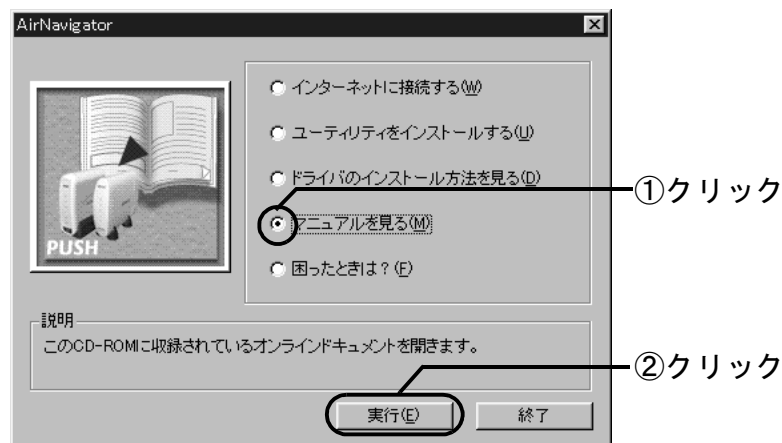 AirNavigator
インターネットに接続する(W)
ユーティリティをインストールする(U)
ドライバのインストール方法を見る(D)
①クリック
マニュアルを見る(M)
PUSH
困ったときは?(F)
説明
このCD-ROMに収録されているオンラインドキュメントを開きます。
②クリック
実行(E)
終了